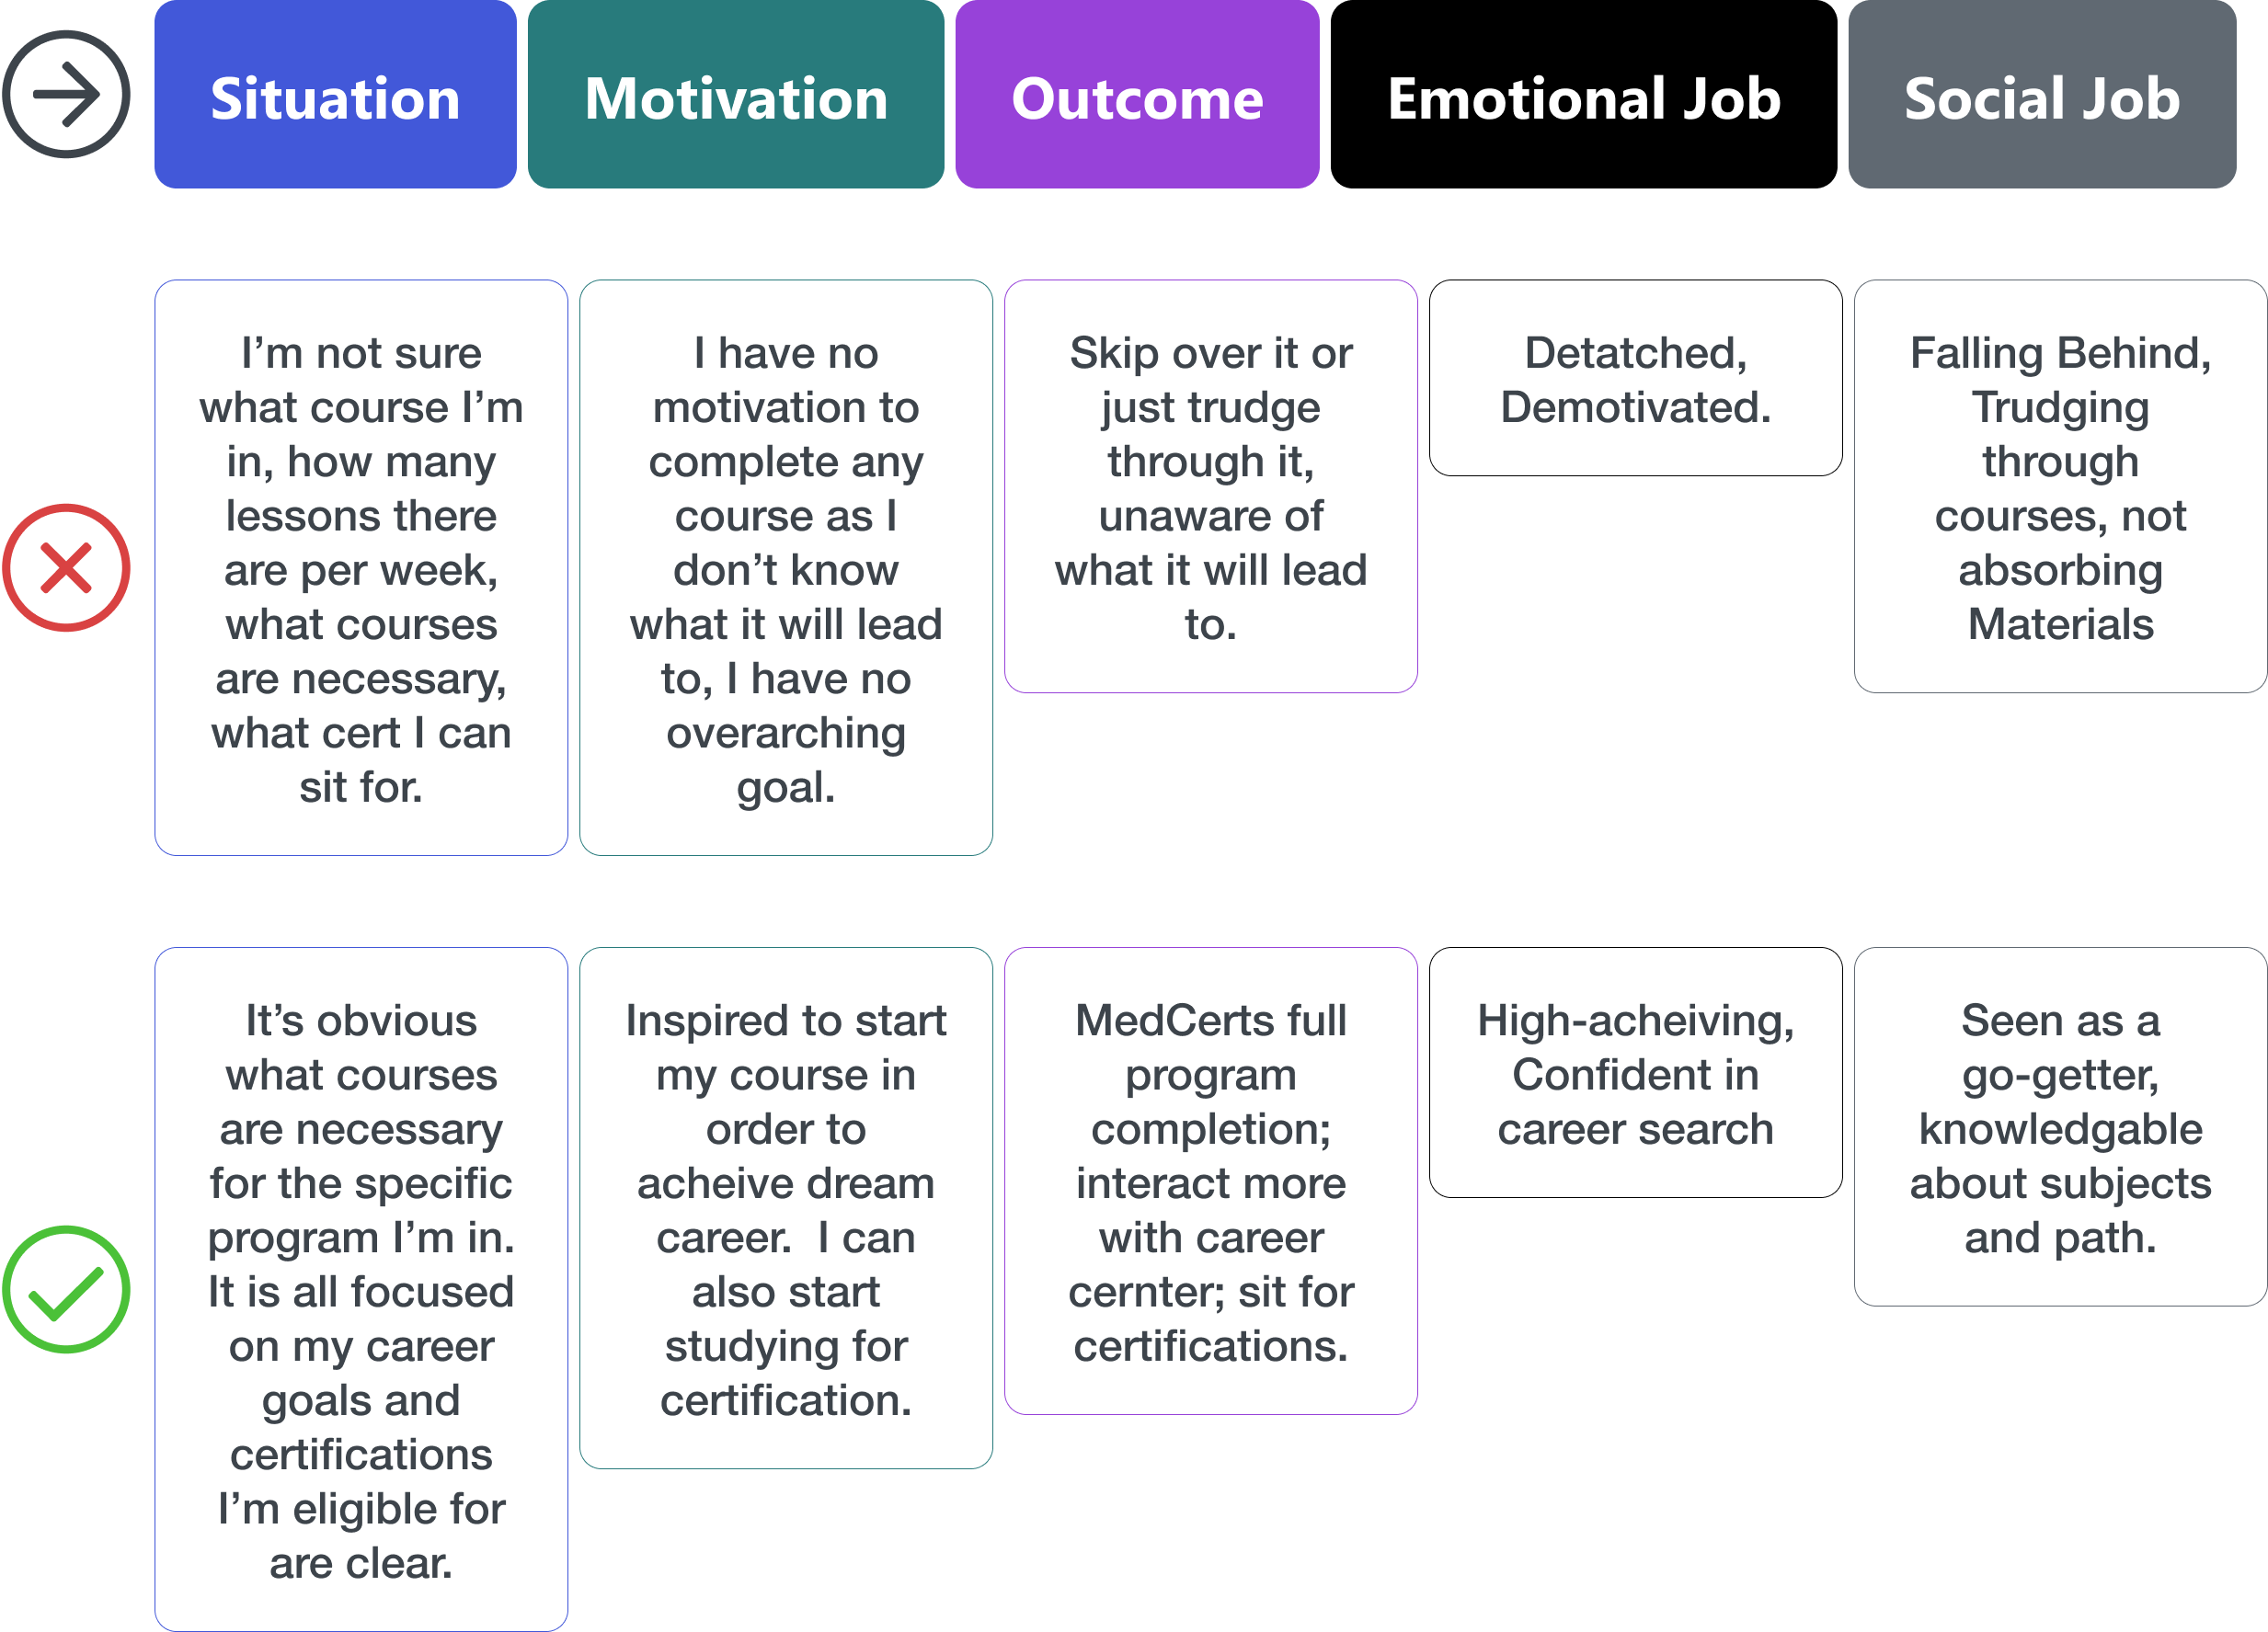 Situation
Motivation
Outcome
Emotional Job
Social Job
I’m not sure
what course I’m
in, how many
lessons there
are per week,
what courses
are necessary,
what cert I can
sit for.
I have no
motivation to
complete any
course as I
don’t know
what it will lead
to, I have no
overarching
goal.
Skip over it or
just trudge
through it,
unaware of
what it will lead
to.
Detatched,
Demotivated.
Falling Behind,
Trudging
through
courses, not
absorbing
Materials
It’s obvious
what courses
are necessary
for the specific
program I’m in.
It is all focused
on my career
goals and
certifications
I’m eligible for
are clear.
Inspired to start
my course in
order to
acheive dream
career.  I can
also start
studying for
certification.
MedCerts full
program
completion;
interact more
with career
cernter; sit for
certifications.
High-acheiving,
Confident in
career search
Seen as a
go-getter,
knowledgable
about subjects
and path.